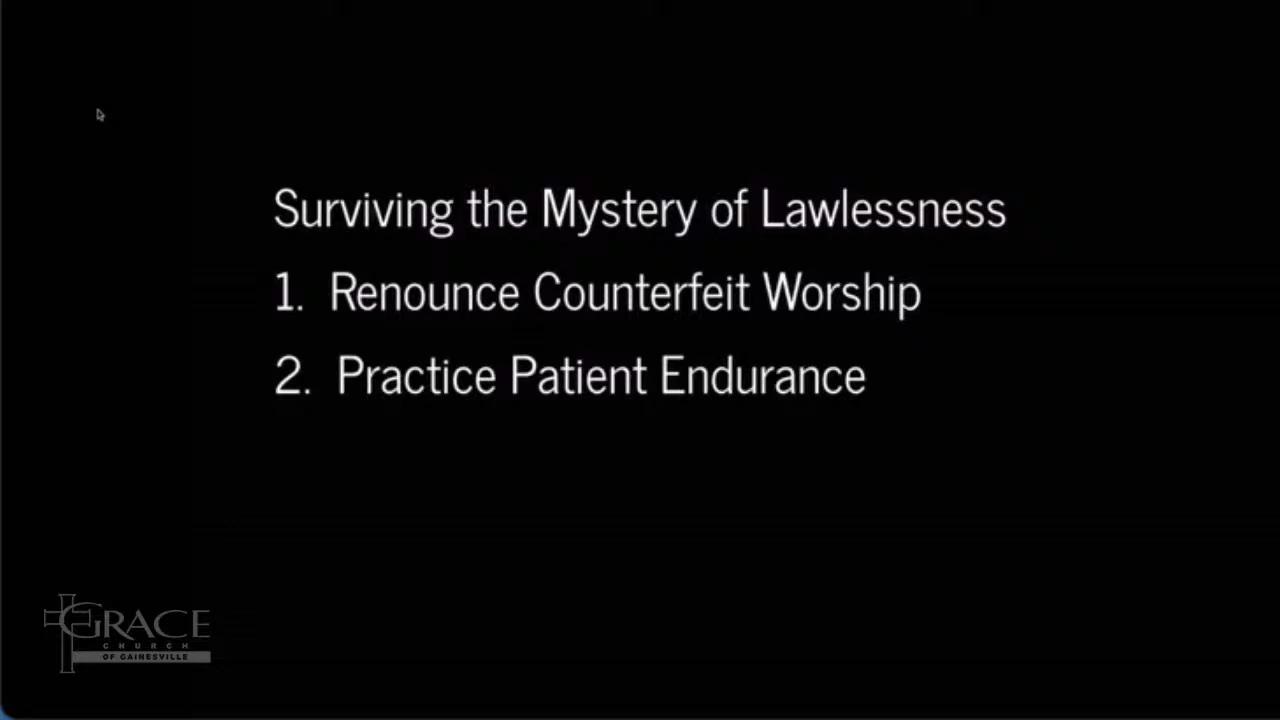 Surviving the Mystery of Lawlessness
1. Renounce Counterfeit Worship
2. Practice Patient Endurance
GRACE
CHURCH
OF GAINESVILLE